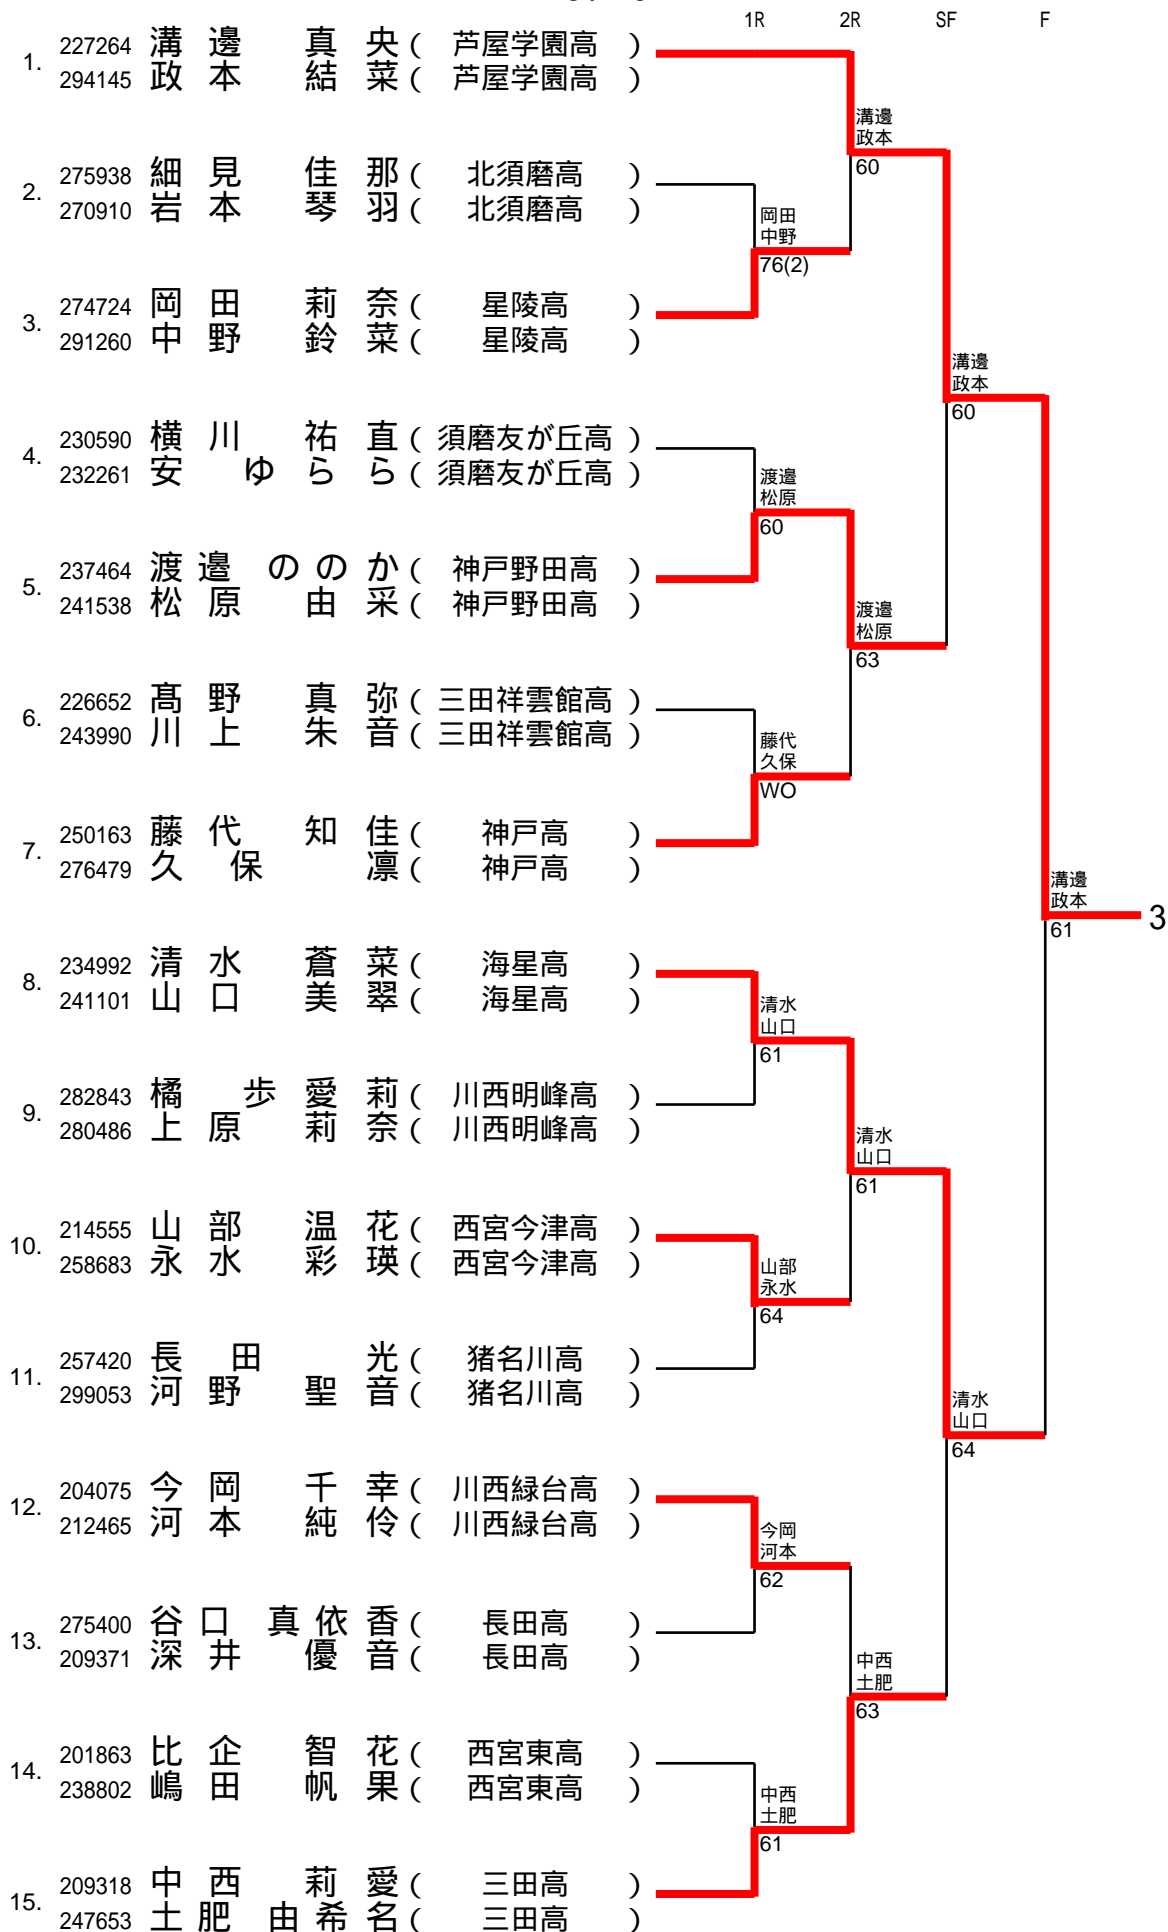 1R 2R SF F
1. 227264 溝邊 真央 ( 芦屋学園高 )
294145 政本 結菜 ( 芦屋学園高 )
溝邊
政本
60
2. 275938 細見 佳那 ( 北須磨高 )
270910 岩本 琴羽 ( 北須磨高 )
岡田
中野
76(2)
3. 274724 岡田 莉奈 ( 星陵高 )
291260 中野 鈴菜 ( 星陵高 )
溝邊
政本
60
4. 230590 横川 祐直 ( 須磨友が丘高 )
232261 安 ゆらら ( 須磨友が丘高 )
渡邉
松原
60
5. 237464 渡邉 ののか ( 神戸野田高 )
241538 松原 由采 ( 神戸野田高 )
渡邉
松原
63
6. 226652 髙野 真弥 ( 三田祥雲館高 )
243990 川上 朱音 ( 三田祥雲館高 )
藤代
久保
WO
7. 250163 藤代 知佳 ( 神戸高 )
276479 久保 凛 ( 神戸高 )
溝邊
政本
61
3
8. 234992 清水 蒼菜 ( 海星高 )
241101 山口 美翠 ( 海星高 )
清水
山口
61
9. 282843 橘 歩愛莉 ( 川西明峰高 )
280486 上原 莉奈 ( 川西明峰高 )
清水
山口
61
10. 214555 山部 温花 ( 西宮今津高 )
258683 永水 彩瑛 ( 西宮今津高 )
山部
永水
64
11. 257420 長田 光 ( 猪名川高 )
299053 河野 聖音 ( 猪名川高 )
清水
山口
64
12. 204075 今岡 千幸 ( 川西緑台高 )
212465 河本 純伶 ( 川西緑台高 )
今岡
河本
62
13. 275400 谷口 真依香 ( 長田高 )
209371 深井 優音 ( 長田高 )
中西
土肥
63
14. 201863 比企 智花 ( 西宮東高 )
238802 嶋田 帆果 ( 西宮東高 )
中西
土肥
61
15. 209318 中西 莉愛 ( 三田高 )
247653 土肥 由希名 ( 三田高 )